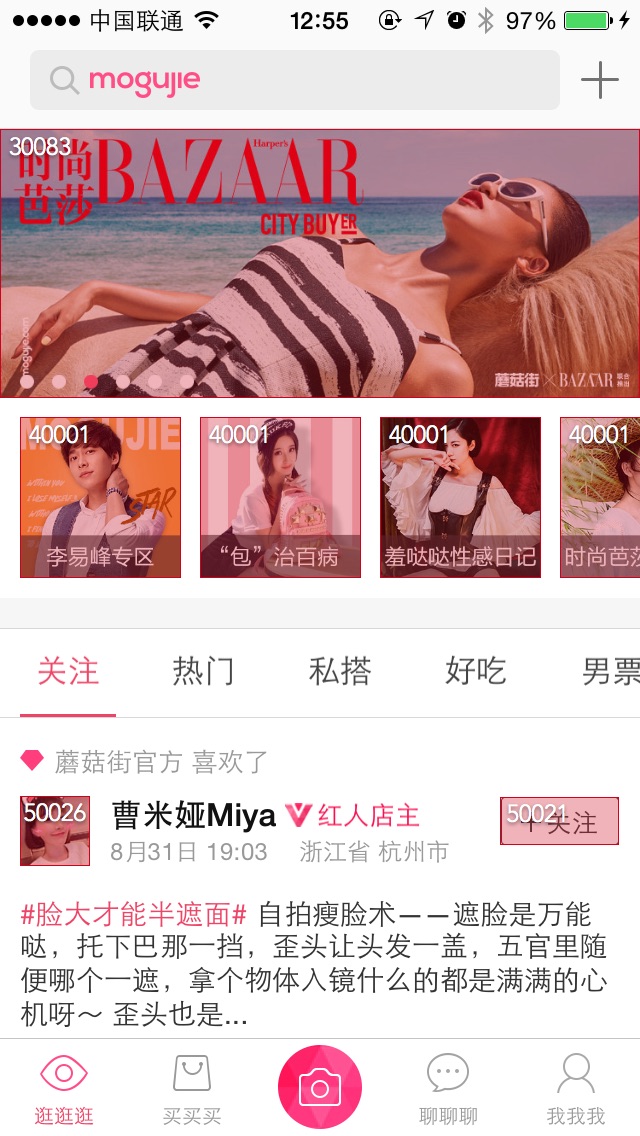 中国联通 12:55 97%
mogujie
30083
时尚芭莎 Harper's BAZAAR
CITY BUYER
mogujie.com
蘑菇街×BAZAAR
40001 40001 40001 40001
MOGUJIE
STAR
李易峰专区 “包”治百病 羞哒哒性感日记 时尚芭莎
关注 热门 私搭 好吃 男票
蘑菇街官方 喜欢了
50026 曹米娅Miya 红人店主 50021 +关注
8月31日 19:03 浙江省 杭州市
#脸大才能半遮面# 自拍瘦脸术——遮脸是万能
哒，托下巴那一挡，歪头让头发一盖，五官里随
便哪个一遮，拿个物体入镜什么的都是满满的心
机呀～ 歪头也是...
逛逛逛 买买买 聊聊聊 我我我